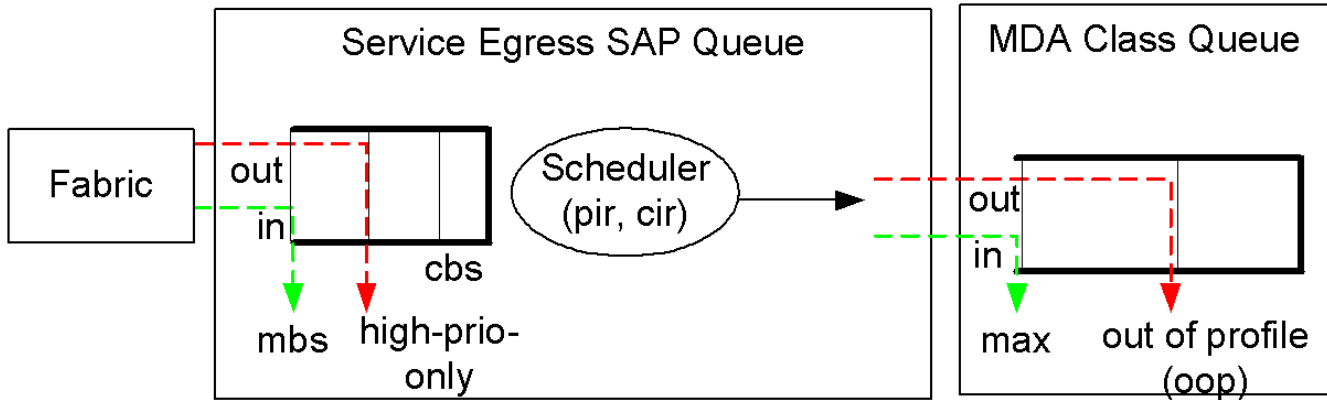 Service Egress SAP Queue
MDA Class Queue
Fabric
out
in
cbs
mbs
high-prio-
only
Scheduler
(pir, cir)
out
in
max
out of profile
(oop)